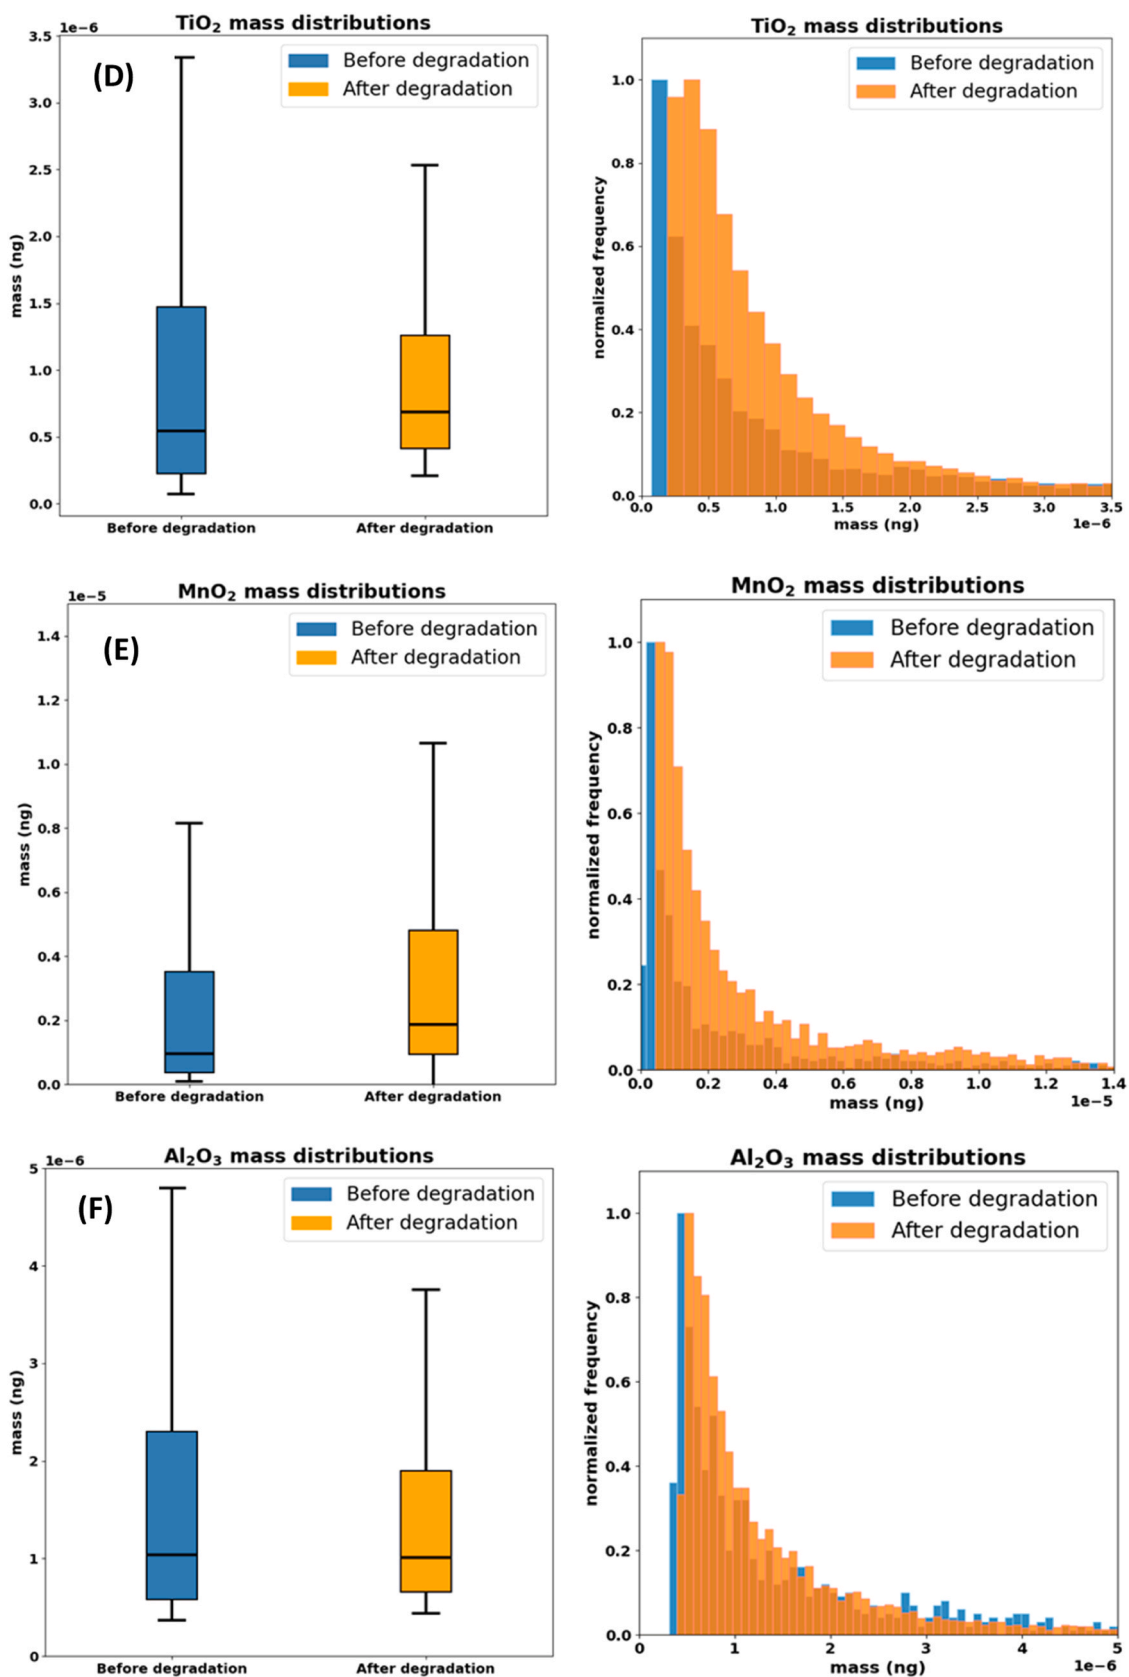 TiO₂ mass distributions
1e−6
(D)
Before degradation
After degradation
3.5
3.0
2.5
2.0
1.5
1.0
0.5
0.0
mass (ng)
Before degradation
After degradation
TiO₂ mass distributions
Before degradation
After degradation
1.0
0.8
0.6
0.4
0.2
0.0
normalized frequency
0.0 0.5 1.0 1.5 2.0 2.5 3.0 3.5
mass (ng)
1e−6
MnO₂ mass distributions
1e−5
(E)
Before degradation
After degradation
1.4
1.2
1.0
0.8
0.6
0.4
0.2
0.0
mass (ng)
Before degradation
After degradation
MnO₂ mass distributions
Before degradation
After degradation
1.0
0.8
0.6
0.4
0.2
0.0
normalized frequency
0.0 0.2 0.4 0.6 0.8 1.0 1.2 1.4
mass (ng)
1e−5
Al₂O₃ mass distributions
1e−6
(F)
Before degradation
After degradation
5
4
3
2
1
0
mass (ng)
Before degradation
After degradation
Al₂O₃ mass distributions
Before degradation
After degradation
1.0
0.8
0.6
0.4
0.2
0.0
normalized frequency
0 1 2 3 4 5
mass (ng)
1e−6